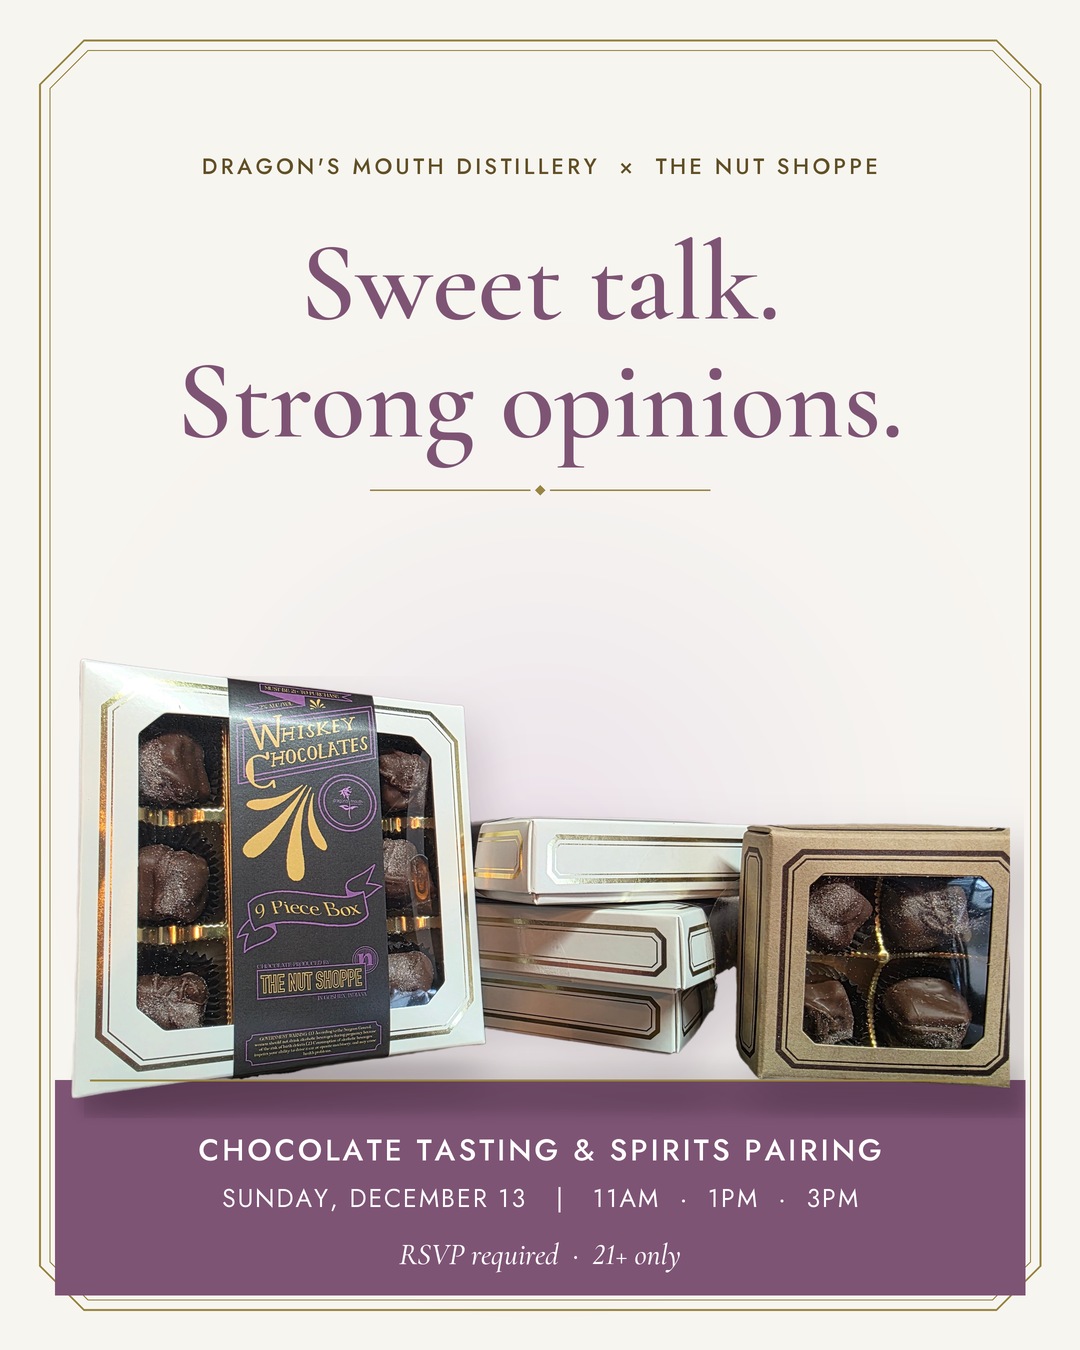 DRAGON'S MOUTH DISTILLERY × THE NUT SHOPPE
Sweet talk.
Strong opinions.
MUST BE 21 TO PURCHASE
WHISKEY
CHOCOLATES
9 Piece Box
CHOCOLATE PRODUCED BY
n
THE NUT SHOPPE
CHOCOLATE TASTING & SPIRITS PAIRING
SUNDAY, DECEMBER 13 | 11AM · 1PM · 3PM
RSVP required · 21+ only